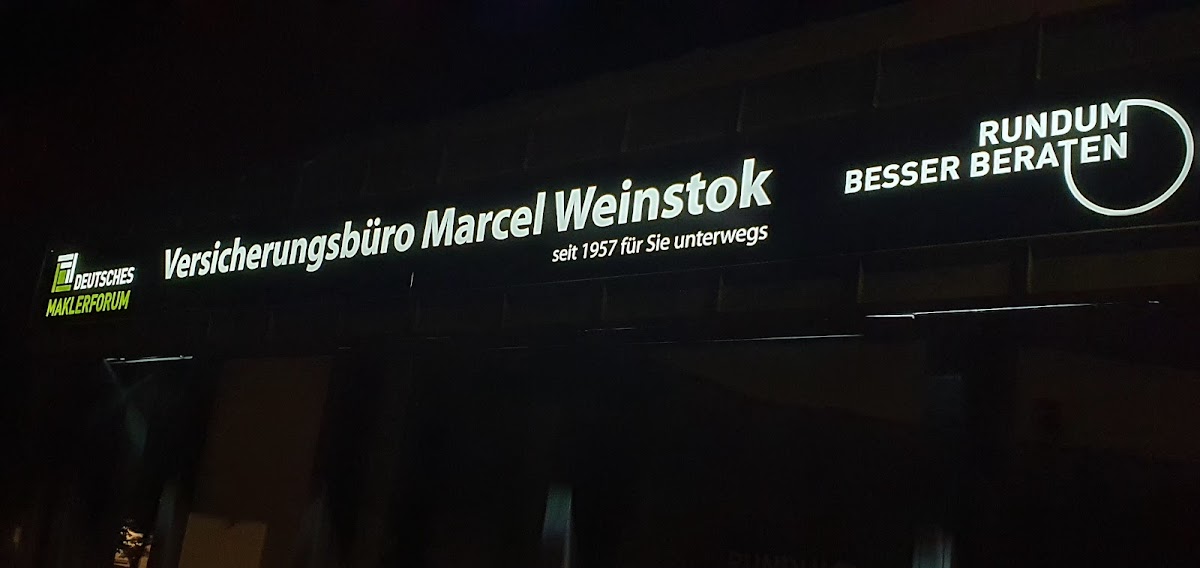 DEUTSCHES
MAKLERFORUM
Versicherungsbüro Marcel Weinstok
seit 1957 für Sie unterwegs
RUNDUM
BESSER BERATEN